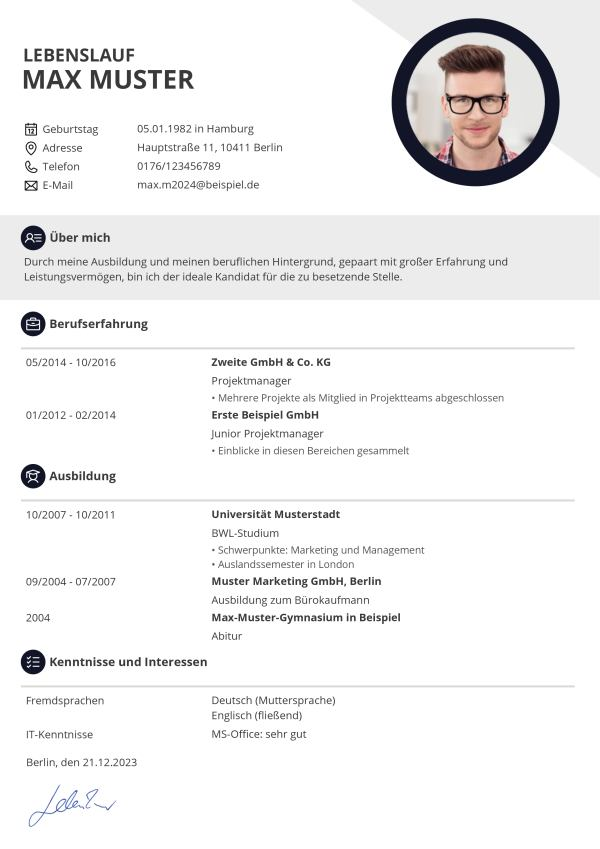 LEBENSLAUF
MAX MUSTER
Geburtstag 05.01.1982 in Hamburg
Adresse Hauptstraße 11, 10411 Berlin
Telefon 0176/123456789
E-Mail max.m2024@beispiel.de
Über mich
Durch meine Ausbildung und meinen beruflichen Hintergrund, gepaart mit großer Erfahrung und
Leistungsvermögen, bin ich der ideale Kandidat für die zu besetzende Stelle.
Berufserfahrung
05/2014 - 10/2016 Zweite GmbH & Co. KG
Projektmanager
• Mehrere Projekte als Mitglied in Projektteams abgeschlossen
01/2012 - 02/2014 Erste Beispiel GmbH
Junior Projektmanager
• Einblicke in diesen Bereichen gesammelt
Ausbildung
10/2007 - 10/2011 Universität Musterstadt
BWL-Studium
• Schwerpunkte: Marketing und Management
• Auslandssemester in London
09/2004 - 07/2007 Muster Marketing GmbH, Berlin
Ausbildung zum Bürokaufmann
2004 Max-Muster-Gymnasium in Beispiel
Abitur
Kenntnisse und Interessen
Fremdsprachen Deutsch (Muttersprache)
Englisch (fließend)
IT-Kenntnisse MS-Office: sehr gut
Berlin, den 21.12.2023